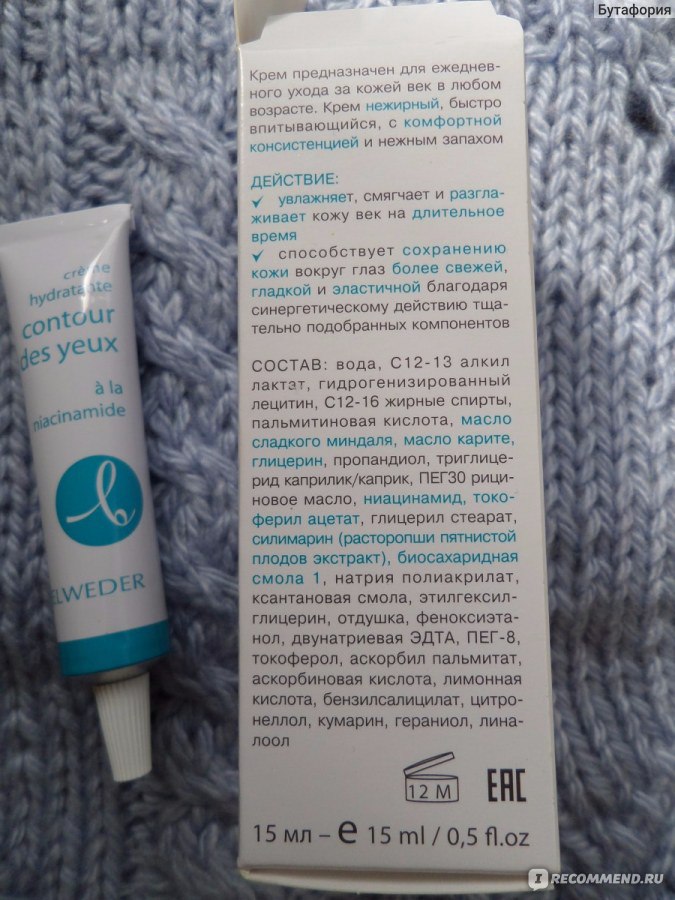 Бутафория
Крем предназначен для ежеднев-
ного ухода за кожей век в любом
возрасте. Крем нежирный, быстро
впитывающийся, с комфортной
консистенцией и нежным запахом
ДЕЙСТВИЕ:
✓ увлажняет, смягчает и разгла-
живает кожу век на длительное
время
✓ способствует сохранению
кожи вокруг глаз более свежей,
гладкой и эластичной благодаря
синергетическому действию тща-
тельно подобранных компонентов
СОСТАВ: вода, С12-13 алкил
лактэт, гидрогенизированный
лецитин, С12-16 жирные спирты,
пальмитиновая кислота, масло
сладкого миндаля, масло карите,
глицерин, пропандиол, триглице-
рид каприлик/каприк, ПЕГ30 рици-
новое масло, ниацинамид, токо-
ферил ацетат, глицерил стеарат,
силимарин (расторопши пятнистой
плодов экстракт), биосахаридная
смола 1, натрия полиакрилат,
ксантановая смола, этилгексил-
глицерин, отдушка, феноксиэта-
нол, двунатриевая ЭДТА, ПЕГ-8,
токоферол, аскорбил пальмитат,
аскорбиновая кислота, лимонная
кислота, бензилсалицилат, цитро-
неллол, кумарин, гераниол, лина-
лоол
12 M
EAC
15 мл – e 15 ml / 0,5 fl.oz
crème
hydratante
contour
des yeux
à la
niacinamide
b
ELWEDER
I RECOMMEND.RU